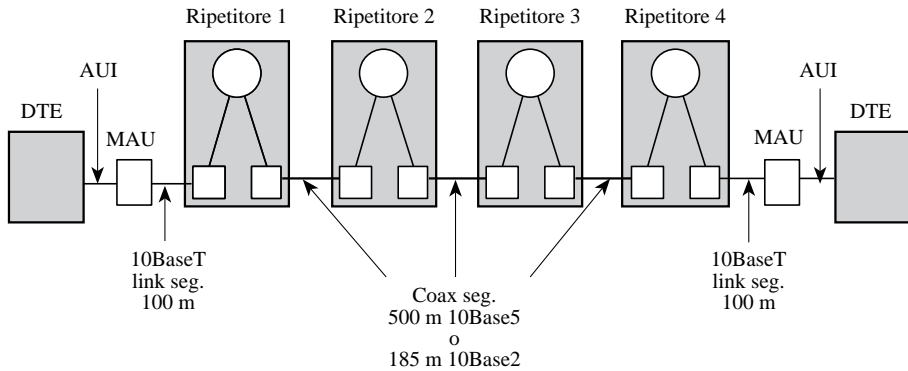 Ripetitore 1
Ripetitore 2
Ripetitore 3
Ripetitore 4
AUI
AUI
DTE
DTE
MAU
MAU
10BaseT
link seg.
100 m
10BaseT
link seg.
100 m
Coax seg.
500 m 10Base5
o
185 m 10Base2